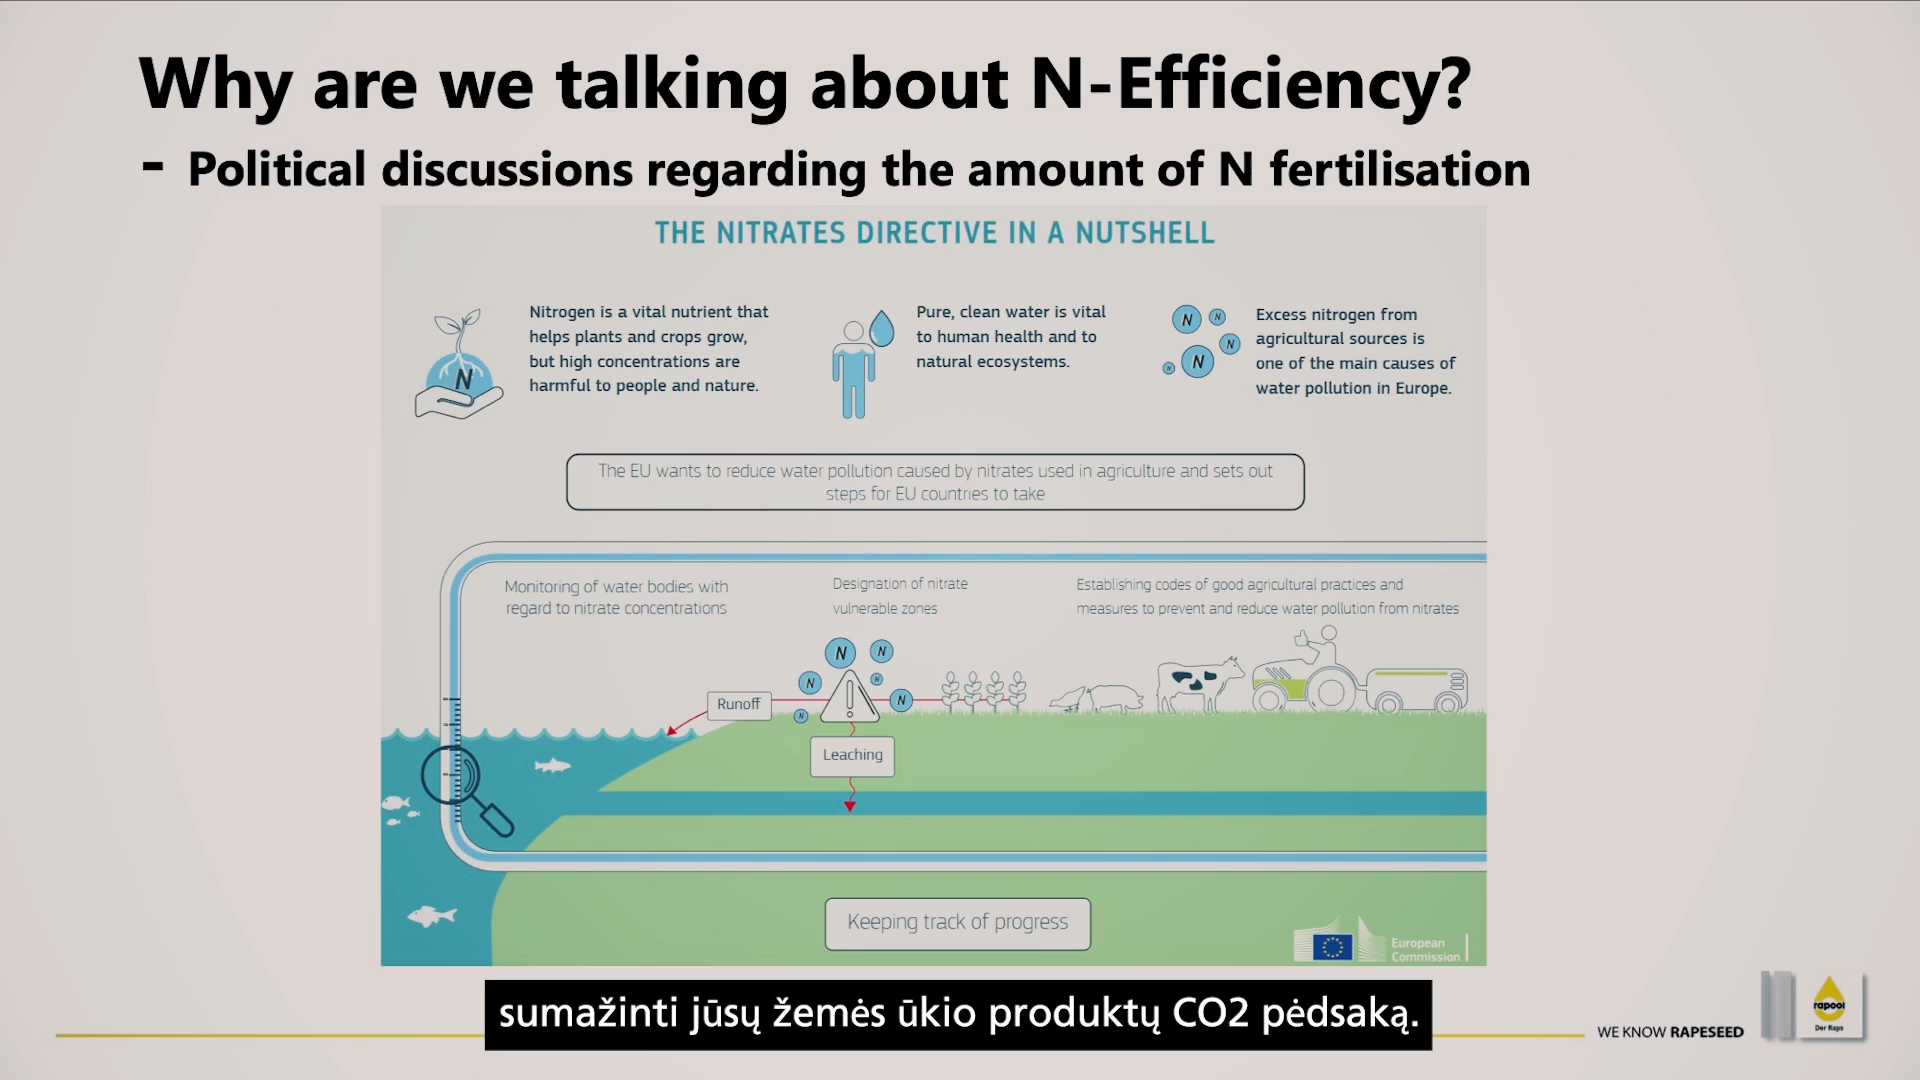 Why are we talking about N-Efficiency?
- Political discussions regarding the amount of N fertilisation
THE NITRATES DIRECTIVE IN A NUTSHELL
Nitrogen is a vital nutrient that
helps plants and crops grow,
but high concentrations are
harmful to people and nature.
N
Pure, clean water is vital
to human health and to
natural ecosystems.
N N
N
N N
Excess nitrogen from
agricultural sources is
one of the main causes of
water pollution in Europe.
The EU wants to reduce water pollution caused by nitrates used in agriculture and sets out
steps for EU countries to take
Monitoring of water bodies with
regard to nitrate concentrations
Designation of nitrate
vulnerable zones
Establishing codes of good agricultural practices and
measures to prevent and reduce water pollution from nitrates
N N
N N
N
N
Runoff
!
Leaching
Keeping track of progress
European
Commission
sumažinti jūsų žemės ūkio produktų CO2 pėdsaką.
WE KNOW RAPESEED
rapool
Der Raps